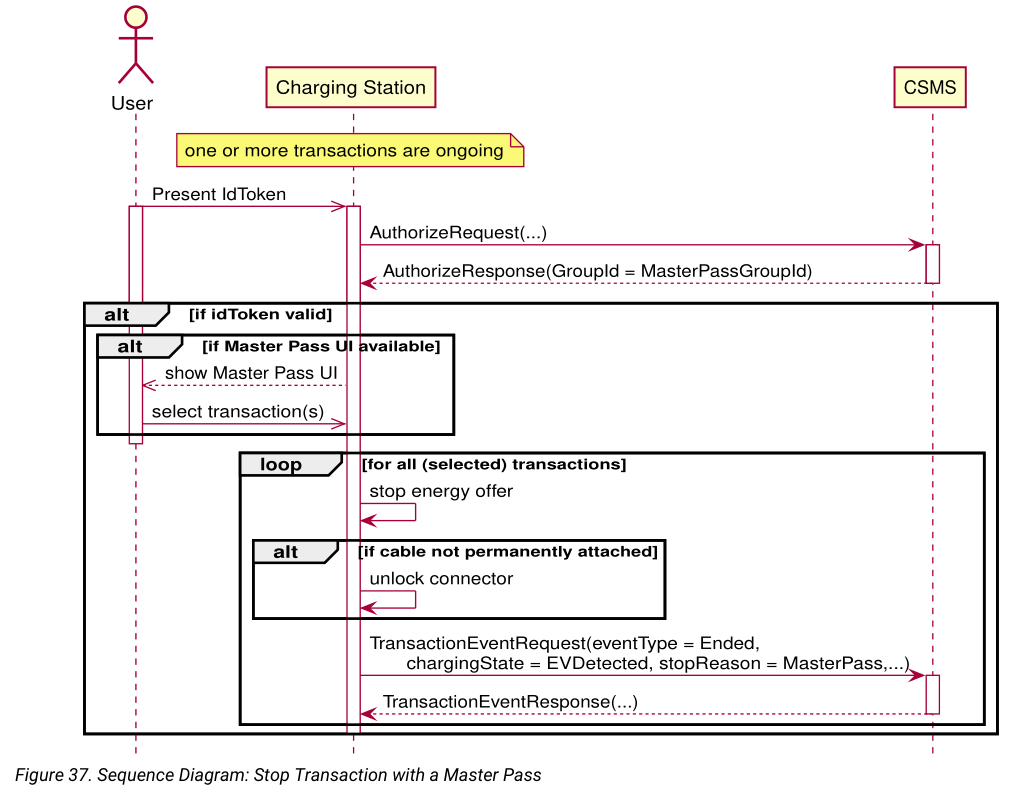 User
Charging Station
CSMS
one or more transactions are ongoing
Present IdToken
AuthorizeRequest(...)
AuthorizeResponse(GroupId = MasterPassGroupId)
alt [if idToken valid]
alt [if Master Pass UI available]
show Master Pass UI
select transaction(s)
loop [for all (selected) transactions]
stop energy offer
alt [if cable not permanently attached]
unlock connector
TransactionEventRequest(eventType = Ended,
chargingState = EVDetected, stopReason = MasterPass,...)
TransactionEventResponse(...)
Figure 37. Sequence Diagram: Stop Transaction with a Master Pass